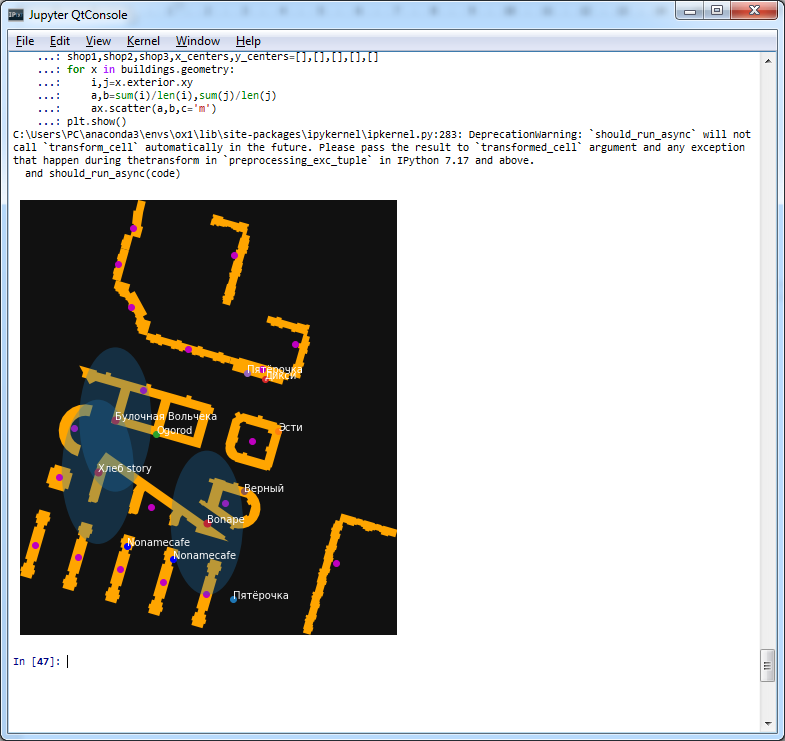 Jupyter QtConsole
File Edit View Kernel Window Help
...: shop1,shop2,shop3,x_centers,y_centers=[],[],[],[],[]
...: for x in buildings.geometry:
...:     i,j=x.exterior.xy
...:     a,b=sum(i)/len(i),sum(j)/len(j)
...:     ax.scatter(a,b,c='m')
...: plt.show()
C:\Users\PC\anaconda3\envs\ox1\lib\site-packages\ipykernel\ipkernel.py:283: DeprecationWarning: `should_run_async` will not
call `transform_cell` automatically in the future. Please pass the result to `transformed_cell` argument and any exception
that happen during thetransform in `preprocessing_exc_tuple` in IPython 7.17 and above.
and should_run_async(code)
Пятёрочка
Дикси
Булочная Вольчека
Ogorod
Эсти
Хлеб story
Верный
Bonape
Nonamecafe
Nonamecafe
Пятёрочка
In [47]: